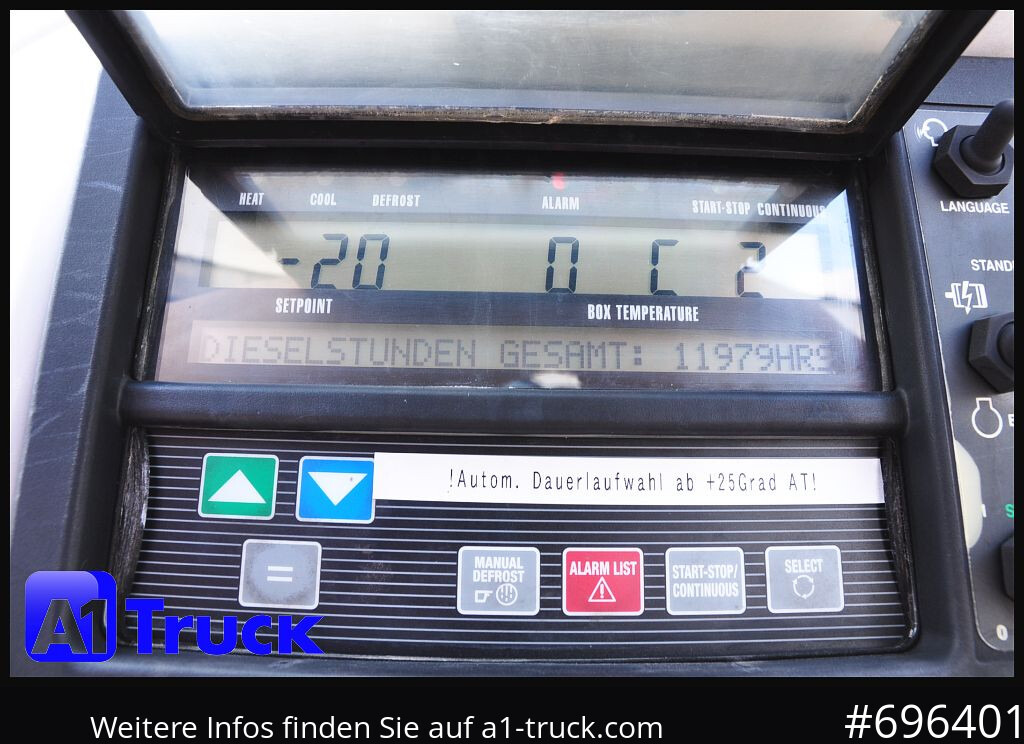 HEAT COOL DEFROST ALARM START-STOP CONTINUOUS
LANGUAGE
-20 0 C 2
SETPOINT BOX TEMPERATURE
DIESELSTUNDEN GESAMT: 11979HRS
!Autom. Dauerlaufwahl ab +25Grad AT!
=
MANUAL DEFROST
ALARM LIST
START-STOP/ CONTINUOUS
SELECT
0
A1 Truck
Weitere Infos finden Sie auf a1-truck.com
#696401